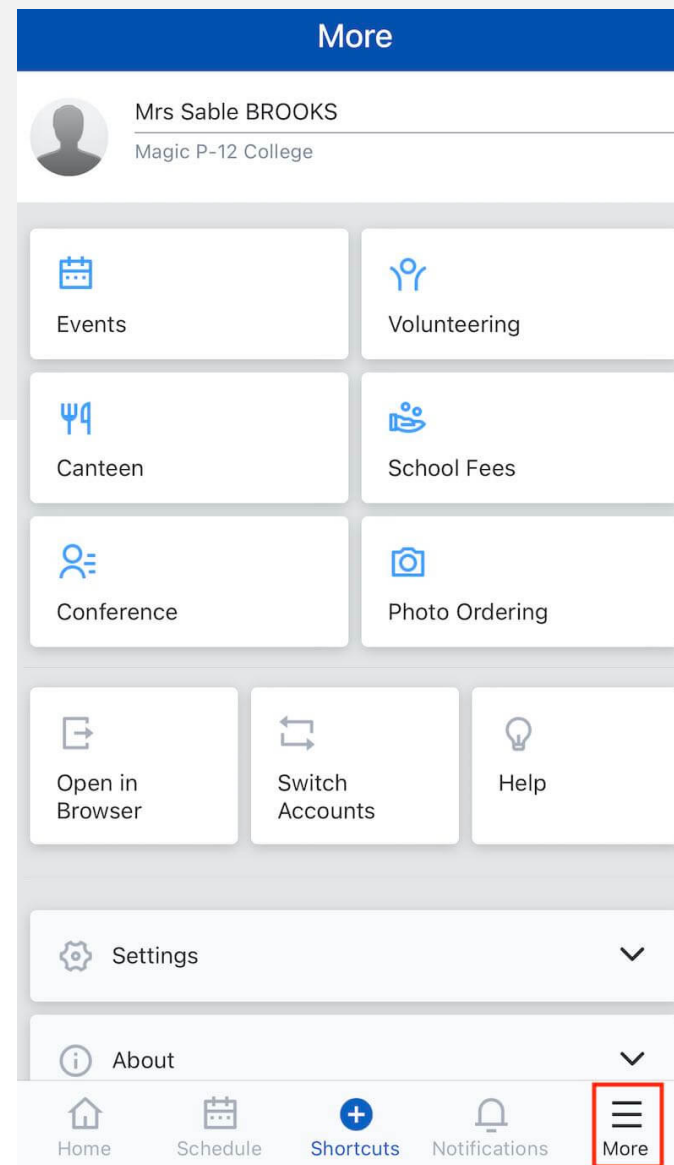 More
Mrs Sable BROOKS
Magic P-12 College
Events
Volunteering
Canteen
School Fees
Conference
Photo Ordering
Open in
Browser
Switch
Accounts
Help
Settings
About
Home
Schedule
Shortcuts
Notifications
More